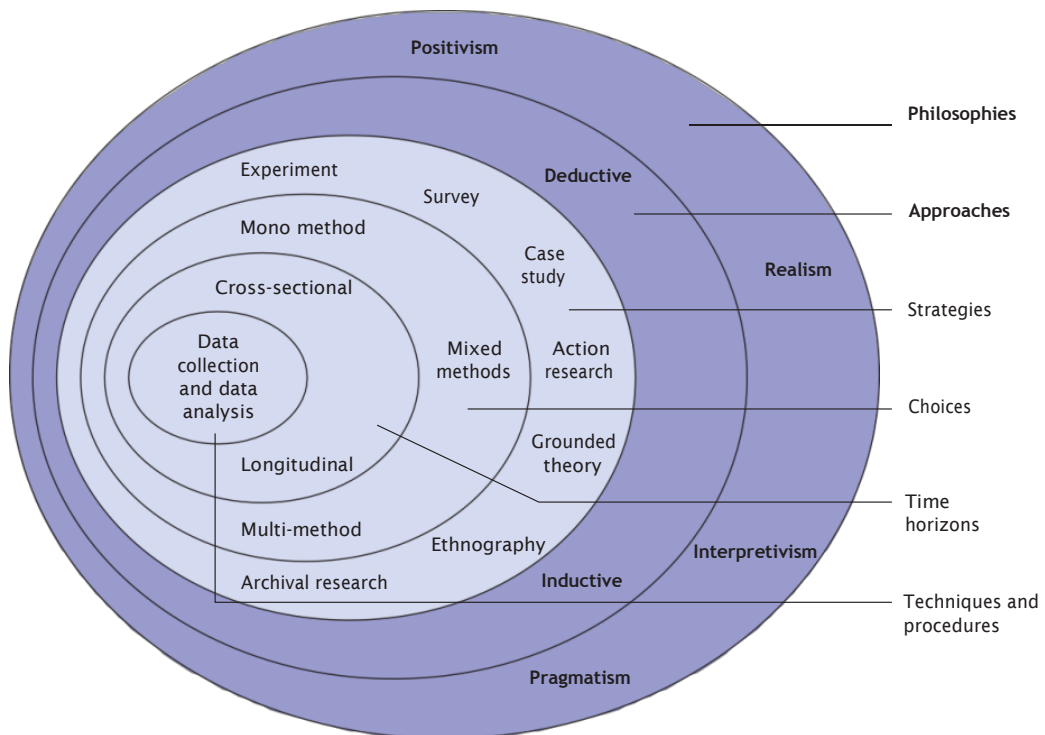 Positivism
Philosophies
Experiment
Deductive
Survey
Approaches
Mono method
Case
study
Realism
Cross-sectional
Strategies
Data
collection
and data
analysis
Mixed
methods
Action
research
Choices
Grounded
theory
Longitudinal
Time
horizons
Multi-method
Ethnography
Interpretivism
Archival research
Inductive
Techniques and
procedures
Pragmatism